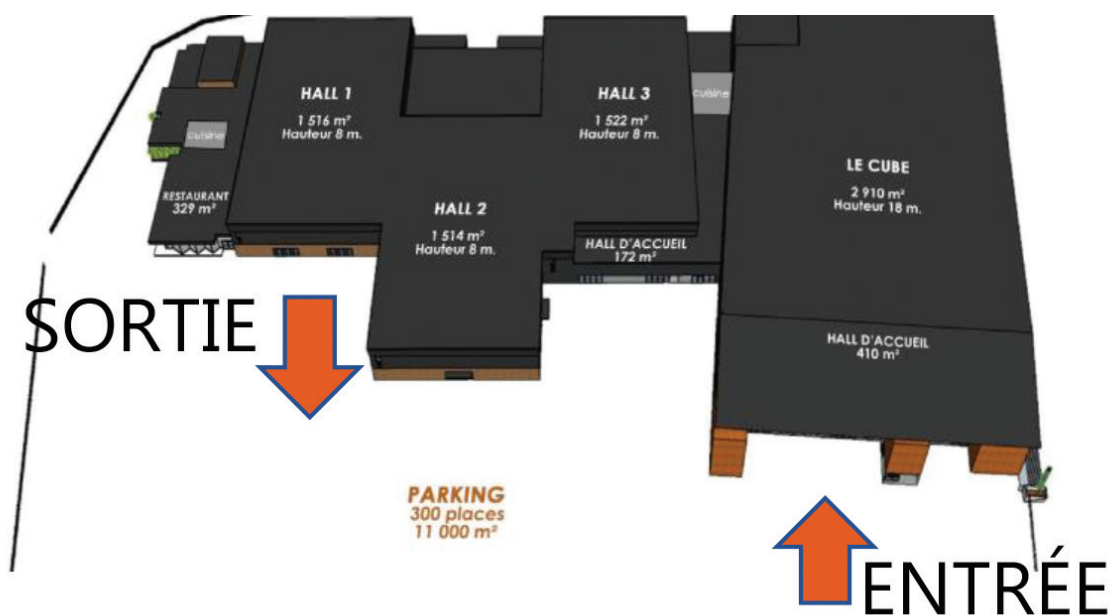 HALL 1
1 516 m²
Hauteur 8 m.
HALL 3
1 522 m²
Hauteur 8 m.
cuisine
cuisine
LE CUBE
2 910 m²
Hauteur 18 m.
RESTAURANT
329 m²
HALL 2
1 514 m²
Hauteur 8 m.
HALL D'ACCUEIL
172 m²
SORTIE
HALL D'ACCUEIL
410 m²
PARKING
300 places
11 000 m²
ENTRÉE